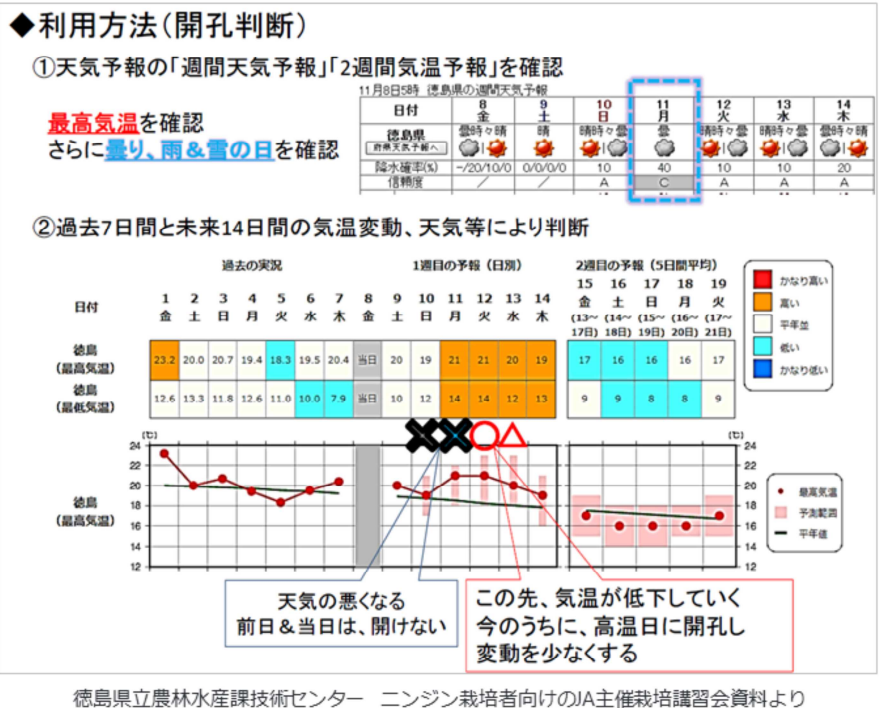 ◆利用方法（開孔判断）
①天気予報の「週間天気予報」「2週間気温予報」を確認
最高気温を確認
さらに曇り、雨＆雪の日を確認
11月8日5時 徳島県の週間天気予報
日付 8 金 9 土 10 日 11 月 12 火 13 水 14 木
徳島県 曇時々晴 晴 晴時々曇 曇 晴時々曇 晴時々曇 曇時々晴
府県天気予報へ
降水確率(%) －/20/10/0 0/0/0/0 10 40 10 10 20
信頼度 ／ ／ A C A A A
②過去7日間と未来14日間の気温変動、天気等により判断
過去の実況 1週目の予報（日別） 2週目の予報（5日間平均）
日付 1 2 3 4 5 6 7 8 9 10 11 12 13 14 15 16 17 18 19
金 土 日 月 火 水 木 金 土 日 月 火 水 木 金 土 日 月 火
(13～17日) (14～18日) (15～19日) (16～20日) (17～21日)
徳島（最高気温） 23.2 20.0 20.7 19.4 18.3 19.5 20.4 当日 20 19 21 21 20 19 17 16 16 16 17
徳島（最低気温） 12.6 13.3 11.8 12.6 11.0 10.0 7.9 当日 10 12 14 14 12 13 9 9 8 8 9
かなり高い
高い
平年並
低い
かなり低い
(℃) (℃)
24 24
22 22
20 20
18 18
16 16
14 14
12 12
徳島
（最高気温）
最高気温
予測範囲
平年値
天気の悪くなる
前日＆当日は、開けない
この先、気温が低下していく
今のうちに、高温日に開孔し
変動を少なくする
徳島県立農林水産課技術センター ニンジン栽培者向けのJA主催栽培講習会資料より